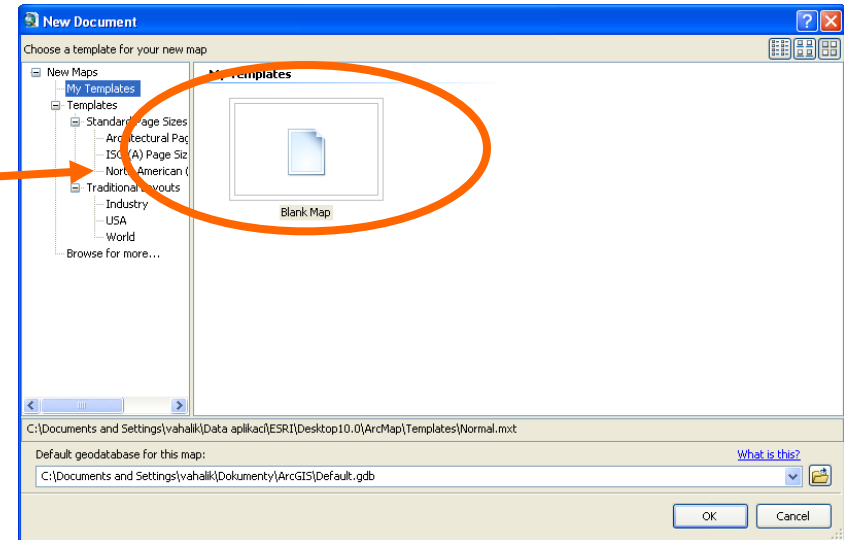 New Document
Choose a template for your new map
New Maps
My Templates
Templates
Standard Page Sizes
Architectural Pag
ISO (A) Page Siz
North American (
Traditional Layouts
Industry
USA
World
Browse for more...
My Templates
Blank Map
C:\Documents and Settings\vahalik\Data aplikací\ESRI\Desktop10.0\ArcMap\Templates\Normal.mxt
Default geodatabase for this map:
What is this?
C:\Documents and Settings\vahalik\Dokumenty\ArcGIS\Default.gdb
OK
Cancel